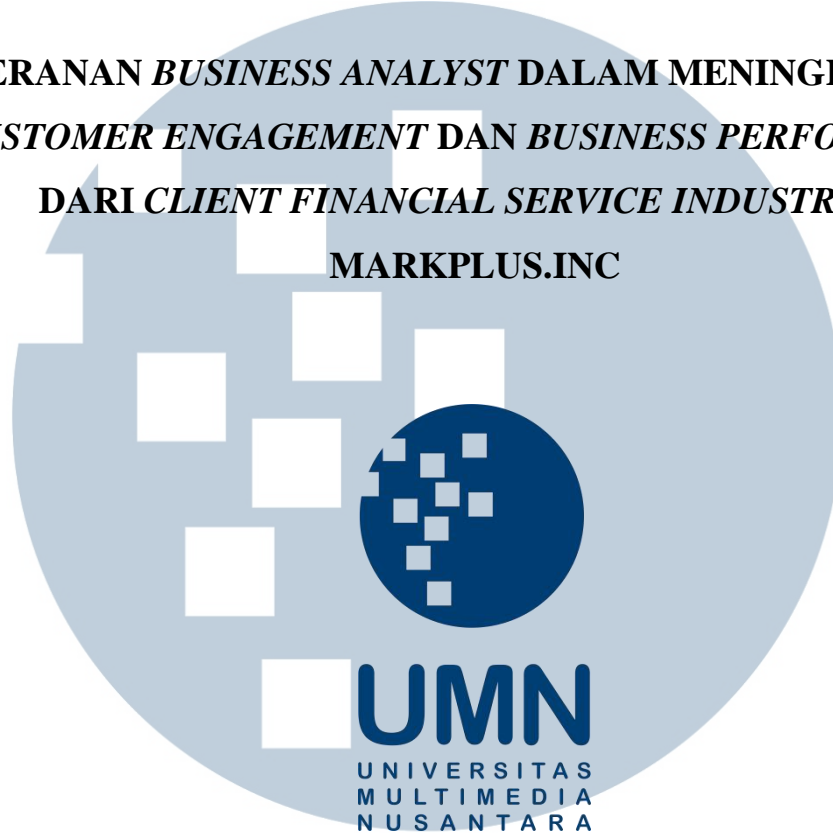 ERANAN BUSINESS ANALYST DALAM MENING
STOMER ENGAGEMENT DAN BUSINESS PERFO
DARI CLIENT FINANCIAL SERVICE INDUSTR
MARKPLUS.INC
UMN
UNIVERSITAS
MULTIMEDIA
NUSANTARA